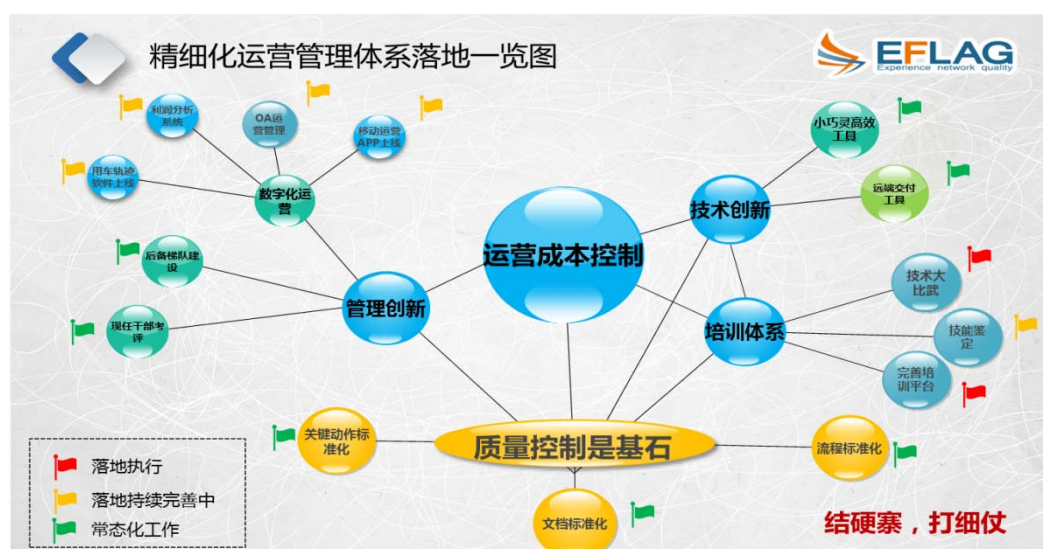 精细化运营管理体系落地一览图
EFLAG
Experience network quality
利润分析
系统
OA运
营管理
移动运营
APP上线
用车轨迹
软件上线
数字化运
营
小巧灵高效
工具
远端交付
工具
技术创新
运营成本控制
后备梯队建
设
管理创新
现任干部考
评
培训体系
技术大
比武
技能鉴
定
完善培
训平台
关键动作标
准化
质量控制是基石
流程标准化
文档标准化
落地执行
落地持续完善中
常态化工作
结硬寨，打细仗